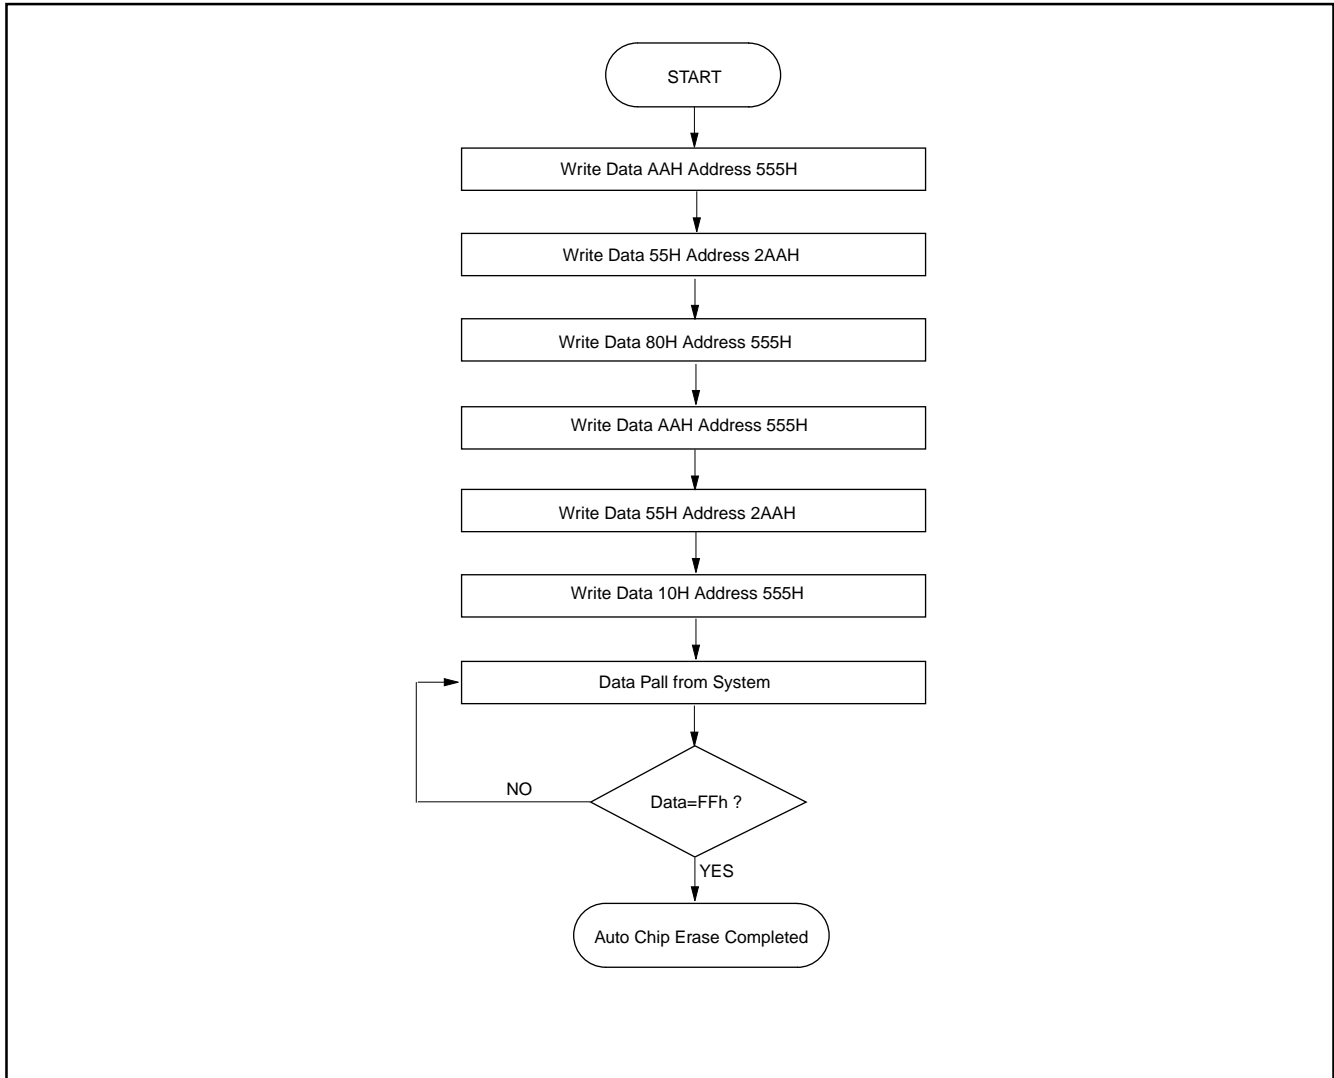 START
Write Data AAH Address 555H
Write Data 55H Address 2AAH
Write Data 80H Address 555H
Write Data AAH Address 555H
Write Data 55H Address 2AAH
Write Data 10H Address 555H
Data Pall from System
NO
Data=FFh ?
YES
Auto Chip Erase Completed